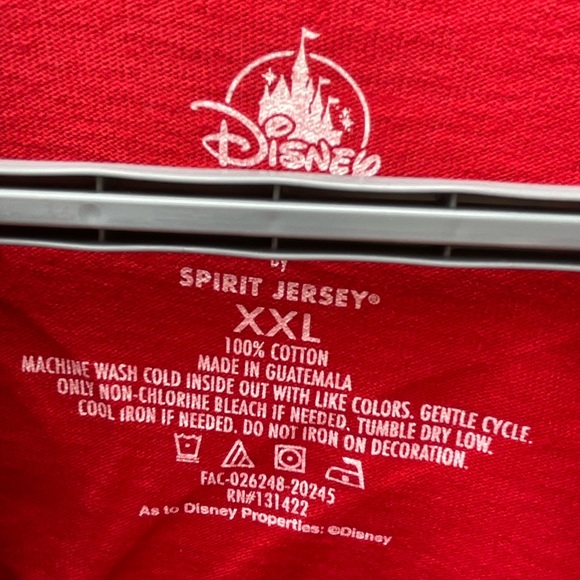 Disney
by
SPIRIT JERSEY®
XXL
100% COTTON
MADE IN GUATEMALA
MACHINE WASH COLD INSIDE OUT WITH LIKE COLORS. GENTLE CYCLE.
ONLY NON-CHLORINE BLEACH IF NEEDED. TUMBLE DRY LOW.
COOL IRON IF NEEDED. DO NOT IRON ON DECORATION.
FAC-026248-20245
RN#131422
As to Disney Properties: ©Disney